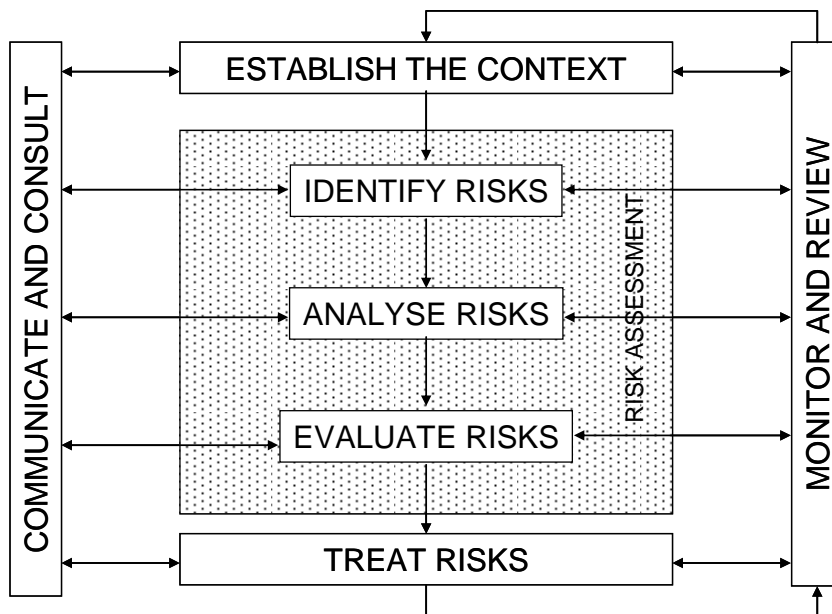 ESTABLISH THE CONTEXT
COMMUNICATE AND CONSULT
IDENTIFY RISKS
ANALYSE RISKS
EVALUATE RISKS
RISK ASSESSMENT
MONITOR AND REVIEW
TREAT RISKS